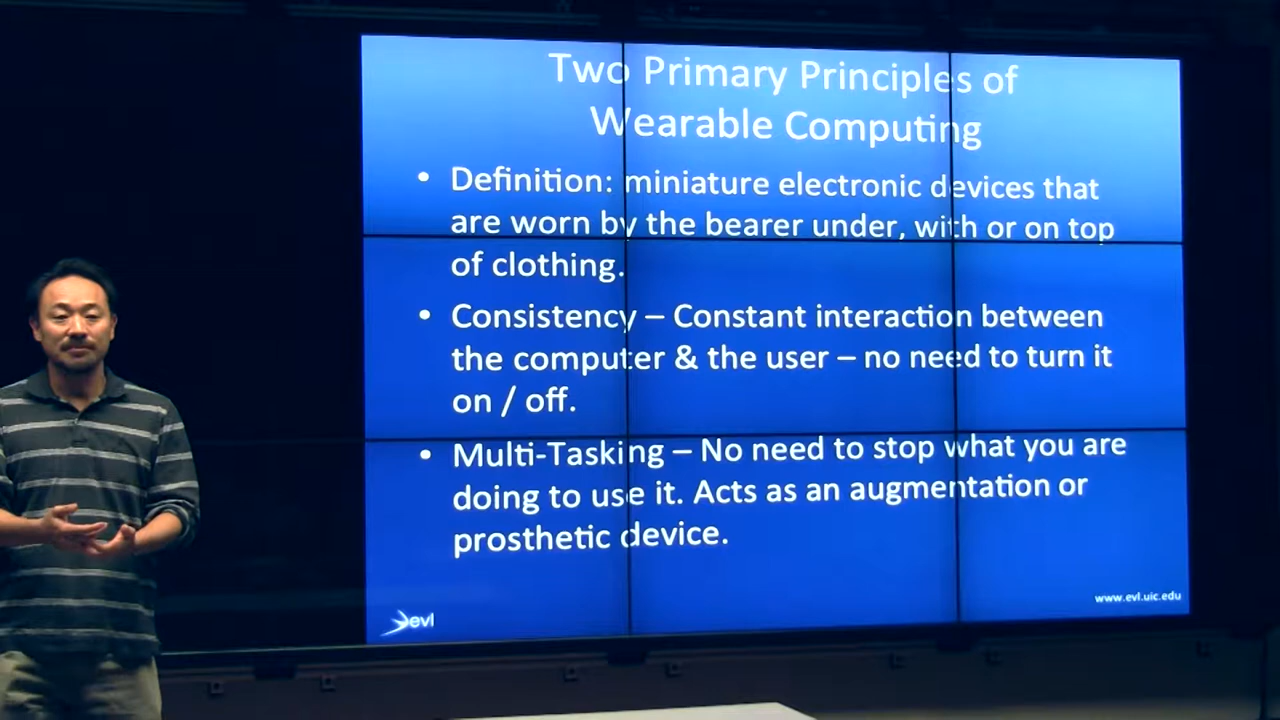 Two Primary Principles of
Wearable Computing
• Definition: miniature electronic devices that
are worn by the bearer under, with or on top
of clothing.
• Consistency – Constant interaction between
the computer & the user – no need to turn it
on / off.
• Multi-Tasking – No need to stop what you are
doing to use it. Acts as an augmentation or
prosthetic device.
www.evl.uic.edu
evl